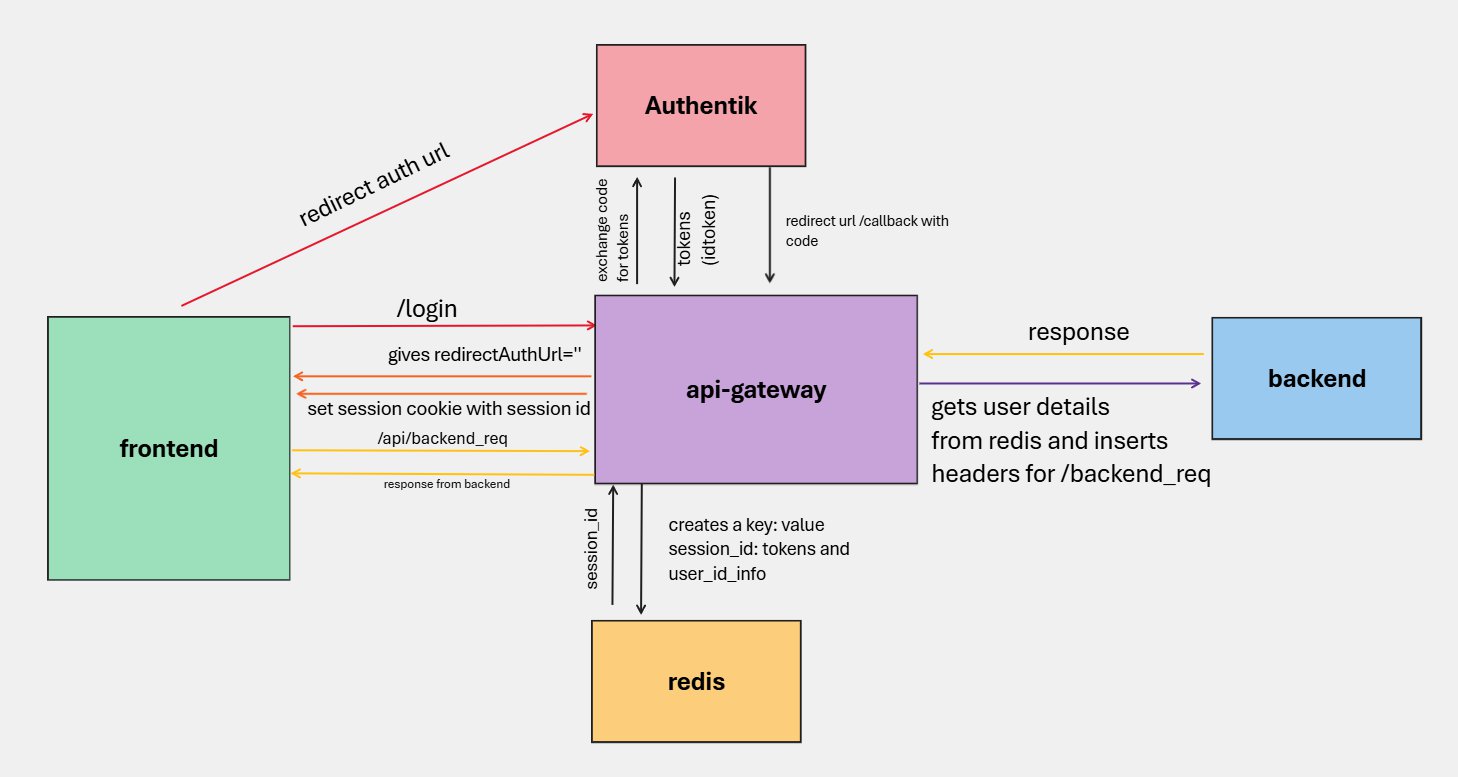 Authentik
redirect auth url
exchange code
for tokens
tokens
(idtoken)
redirect url /callback with
code
/login
gives redirectAuthUrl=''
set session cookie with session id
/api/backend_req
response from backend
frontend
api-gateway
response
backend
gets user details
from redis and inserts
headers for /backend_req
session_id
creates a key: value
session_id: tokens and
user_id_info
redis